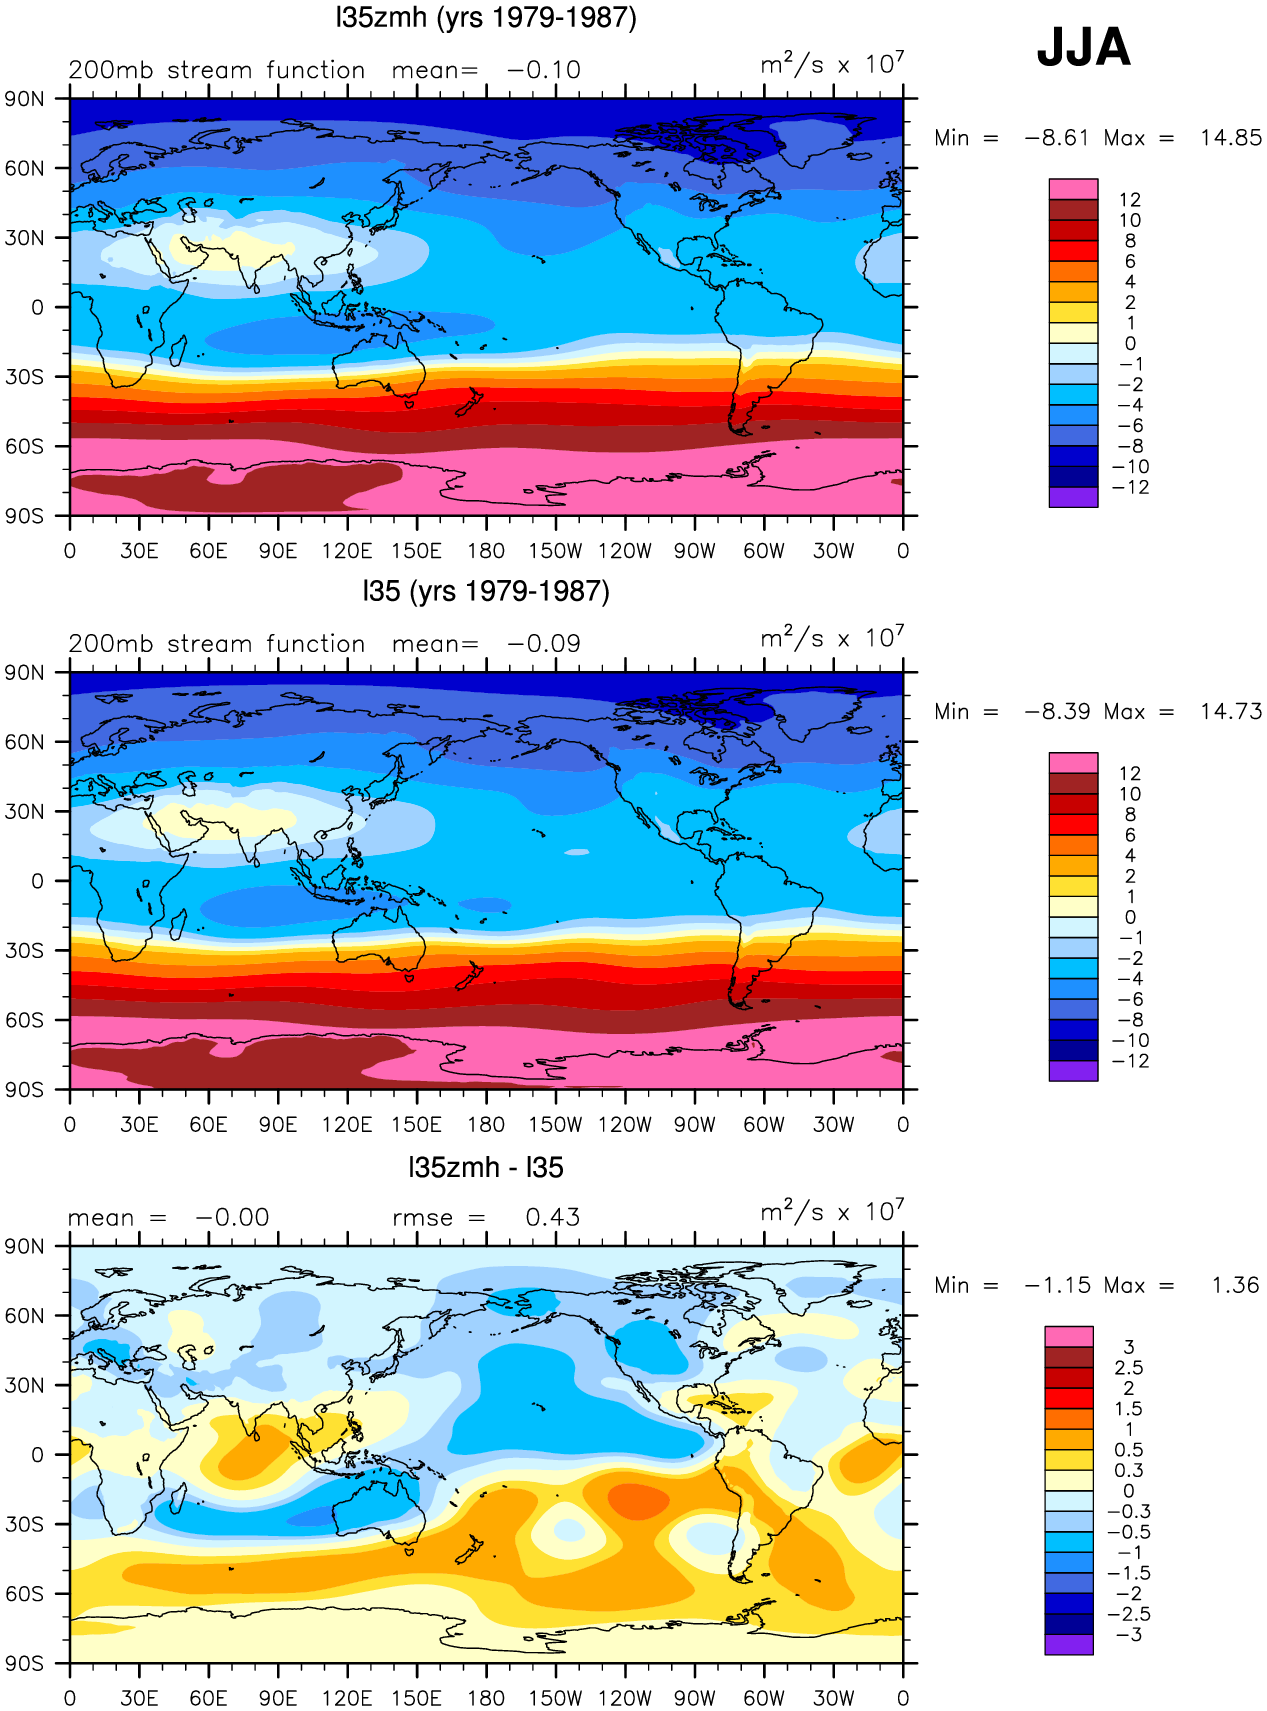 l35zmh (yrs 1979-1987)
JJA
200mb stream function mean= −0.10 m²/s x 10⁷
Min = −8.61 Max = 14.85
90N
60N
30N
0
30S
60S
90S
0 30E 60E 90E 120E 150E 180 150W 120W 90W 60W 30W 0
12
10
8
6
4
2
1
0
−1
−2
−4
−6
−8
−10
−12
l35 (yrs 1979-1987)
200mb stream function mean= −0.09 m²/s x 10⁷
Min = −8.39 Max = 14.73
90N
60N
30N
0
30S
60S
90S
0 30E 60E 90E 120E 150E 180 150W 120W 90W 60W 30W 0
12
10
8
6
4
2
1
0
−1
−2
−4
−6
−8
−10
−12
l35zmh - l35
mean = −0.00 rmse = 0.43 m²/s x 10⁷
Min = −1.15 Max = 1.36
90N
60N
30N
0
30S
60S
90S
0 30E 60E 90E 120E 150E 180 150W 120W 90W 60W 30W 0
3
2.5
2
1.5
1
0.5
0.3
0
−0.3
−0.5
−1
−1.5
−2
−2.5
−3